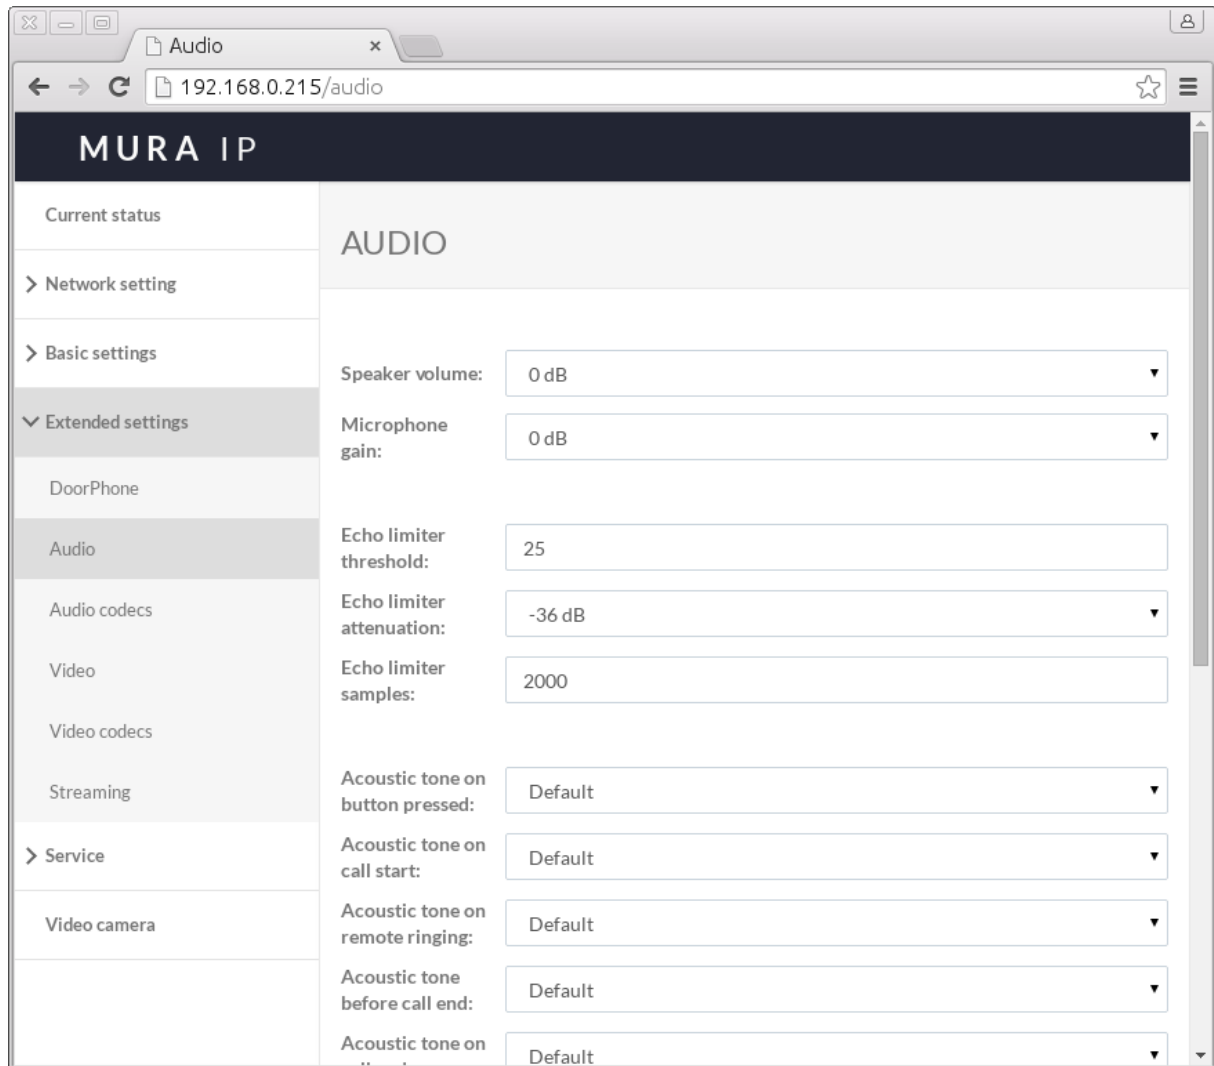 Audio
192.168.0.215/audio
MURA IP
Current status
Network setting
Basic settings
Extended settings
DoorPhone
Audio
Audio codecs
Video
Video codecs
Streaming
Service
Video camera
AUDIO
Speaker volume:
0 dB
Microphone
gain:
0 dB
Echo limiter
threshold:
25
Echo limiter
attenuation:
-36 dB
Echo limiter
samples:
2000
Acoustic tone on
button pressed:
Default
Acoustic tone on
call start:
Default
Acoustic tone on
remote ringing:
Default
Acoustic tone
before call end:
Default
Acoustic tone on
Default